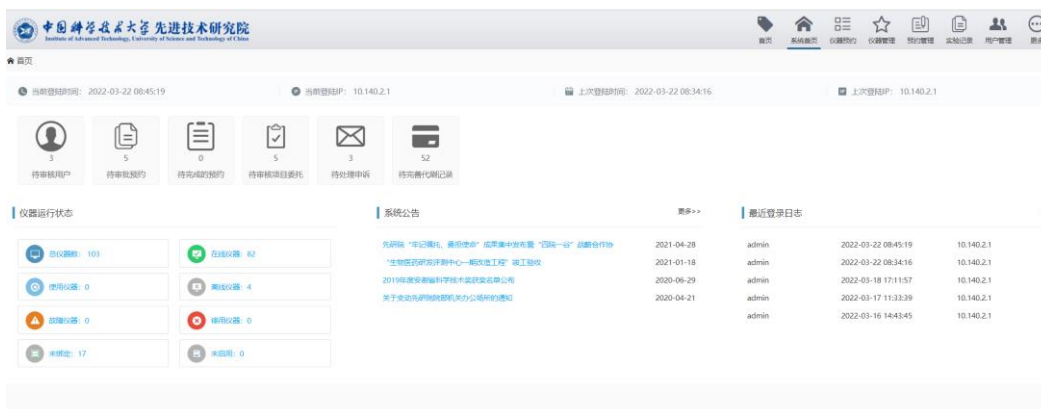 中国科学技术大学 先进技术研究院
Institute of Advanced Technology, University of Science and Technology of China
首页 系统首页 仪器预约 仪器管理 预约管理 实验记录 用户管理
首页
当前登陆时间: 2022-03-22 08:45:19 当前登陆IP: 10.140.2.1 上次登陆时间: 2022-03-22 08:34:16 上次登陆IP: 10.140.2.1
3 5 0 5 3 52
待审核用户 待审批预约 待完成的预约 待审核项目委托 待处理申诉 待完善代刷记录
仪器运行状态
总仪器数: 103 在线仪器: 82
使用仪器: 0 离线仪器: 4
故障仪器: 0 停用仪器: 0
未绑定: 17 未启用: 0
系统公告 更多>>
先研院“牢记嘱托、勇担使命”成果集中发布暨“四院一谷”战略合作协 2021-04-28
“生物医药研发评测中心一期改造工程”竣工验收 2021-01-18
2019年度安徽省科学技术奖获奖名单公布 2020-06-29
关于变动先研院院部机关办公场所的通知 2020-04-21
最近登录日志
admin 2022-03-22 08:45:19 10.140.2.1
admin 2022-03-22 08:34:16 10.140.2.1
admin 2022-03-18 17:11:57 10.140.2.1
admin 2022-03-17 11:33:39 10.140.2.1
admin 2022-03-16 14:43:45 10.140.2.1